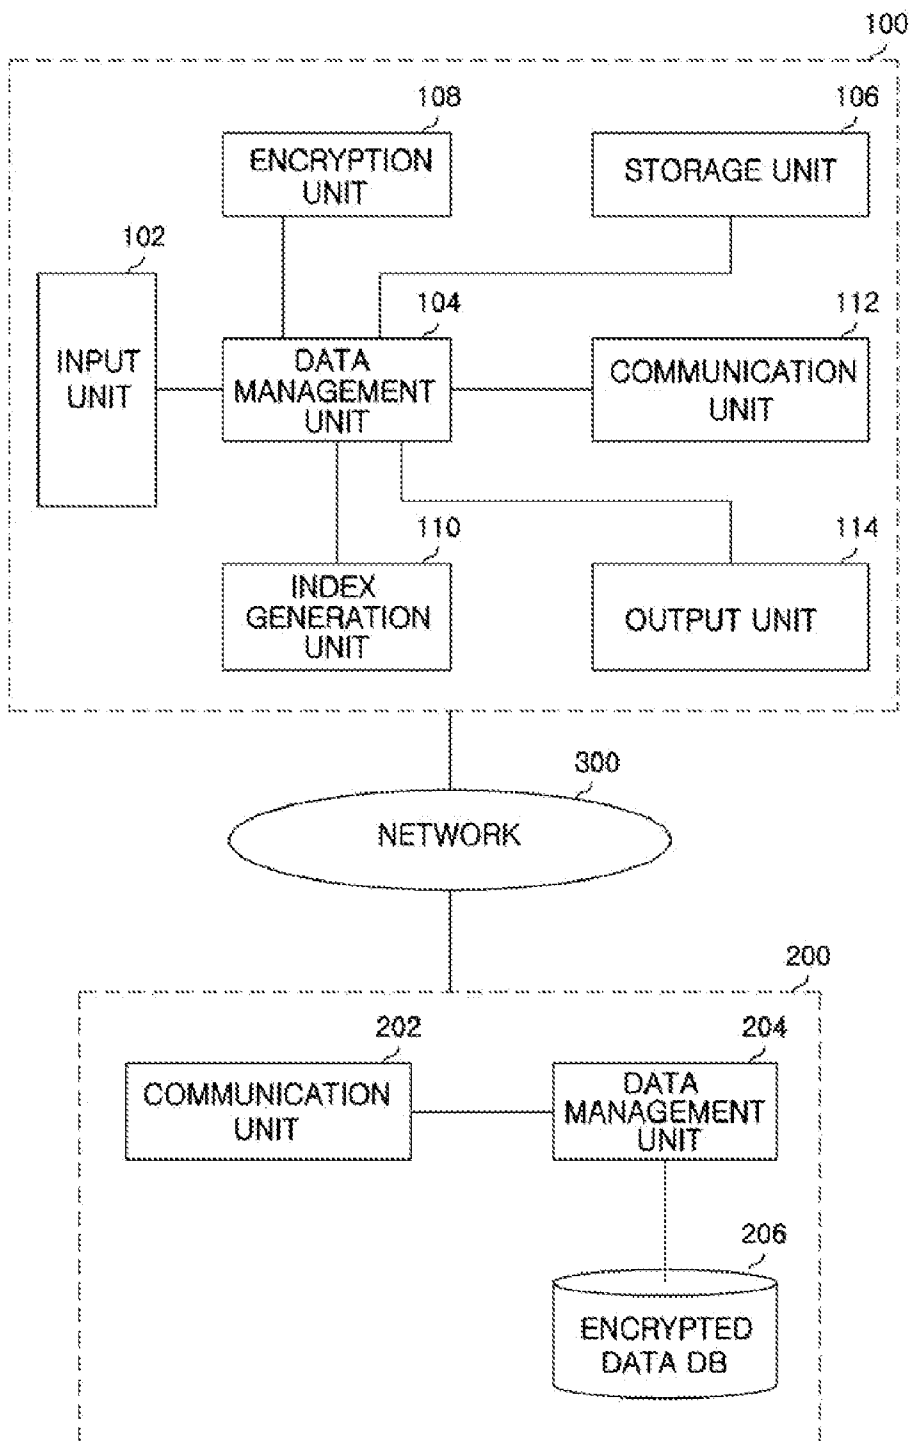 100
108
ENCRYPTION
UNIT
106
STORAGE UNIT
102
INPUT
UNIT
104
DATA
MANAGEMENT
UNIT
112
COMMUNICATION
UNIT
110
INDEX
GENERATION
UNIT
114
OUTPUT UNIT
300
NETWORK
200
202
COMMUNICATION
UNIT
204
DATA
MANAGEMENT
UNIT
206
ENCRYPTED
DATA DB